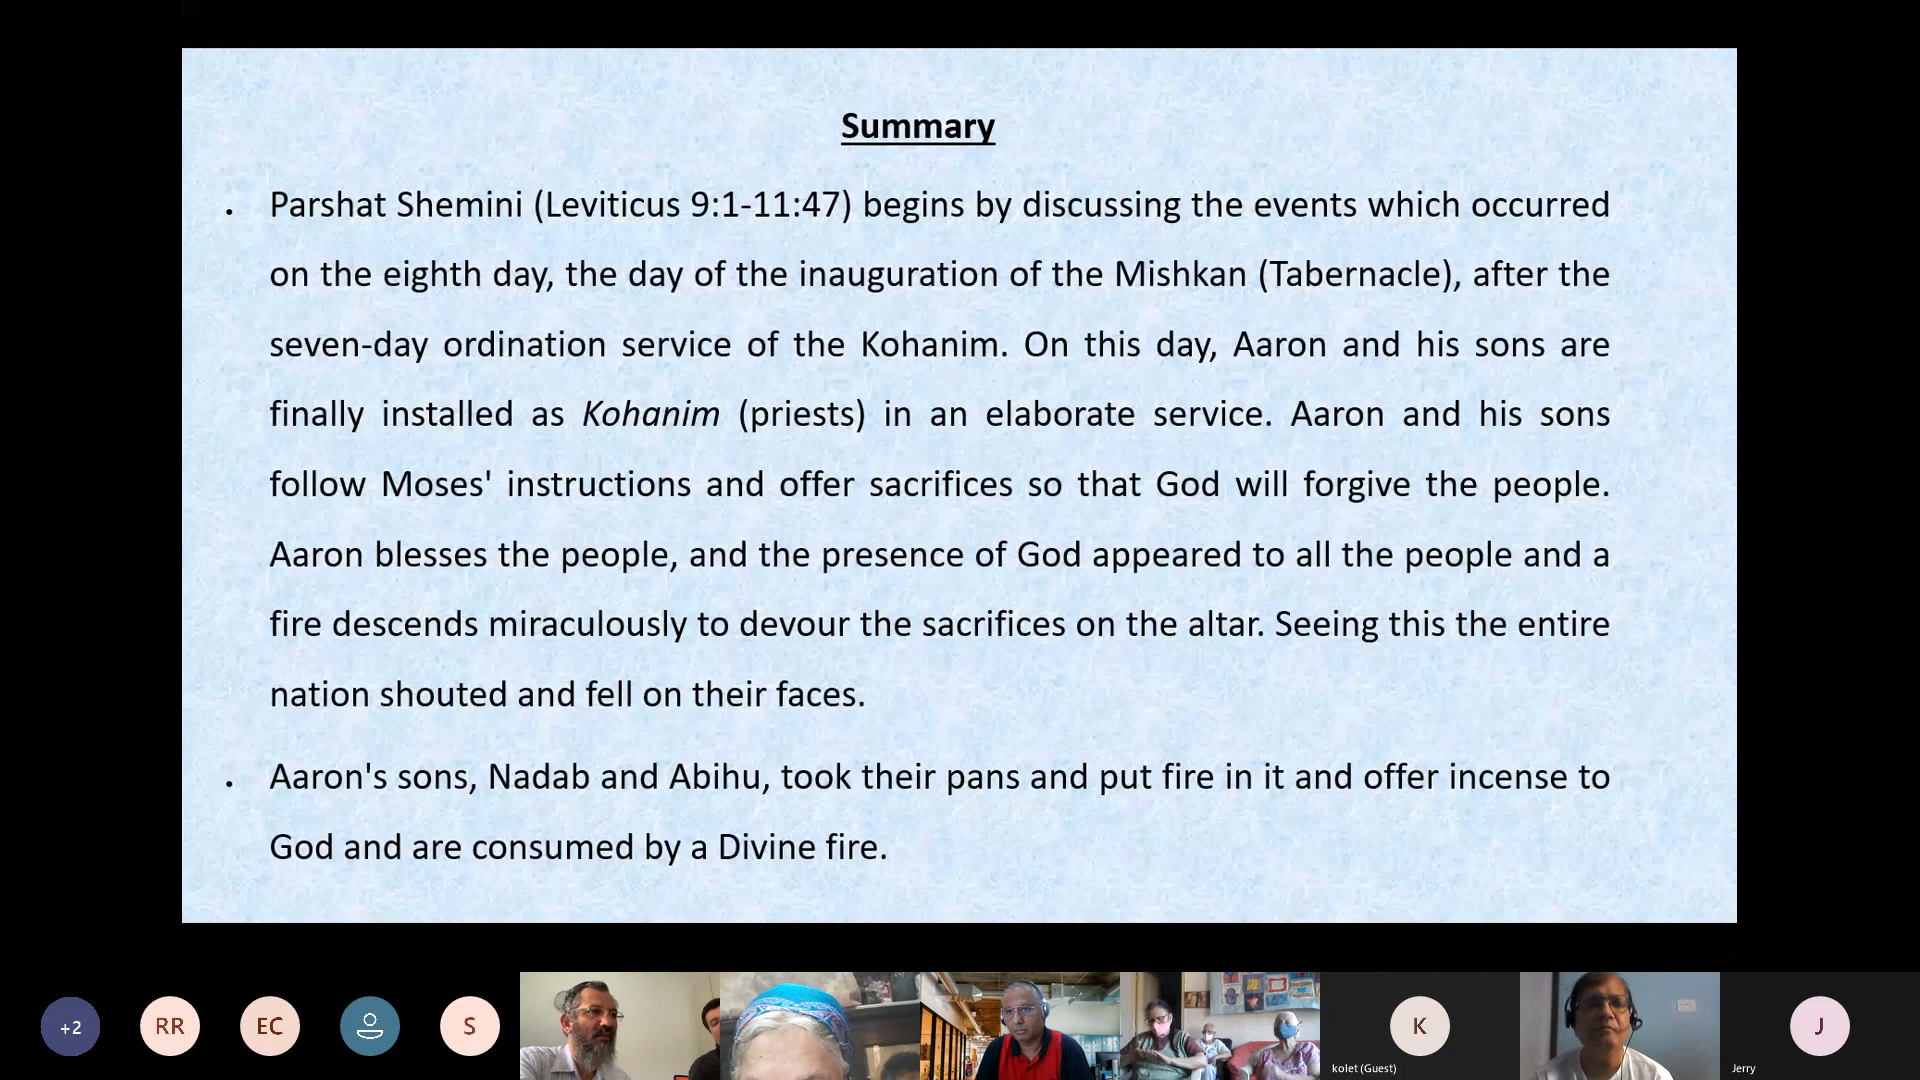 Summary
• Parshat Shemini (Leviticus 9:1-11:47) begins by discussing the events which occurred
on the eighth day, the day of the inauguration of the Mishkan (Tabernacle), after the
seven-day ordination service of the Kohanim. On this day, Aaron and his sons are
finally installed as Kohanim (priests) in an elaborate service. Aaron and his sons
follow Moses' instructions and offer sacrifices so that God will forgive the people.
Aaron blesses the people, and the presence of God appeared to all the people and a
fire descends miraculously to devour the sacrifices on the altar. Seeing this the entire
nation shouted and fell on their faces.
• Aaron's sons, Nadab and Abihu, took their pans and put fire in it and offer incense to
God and are consumed by a Divine fire.
+2
RR
EC
S
K
kolet (Guest)
J
Jerry